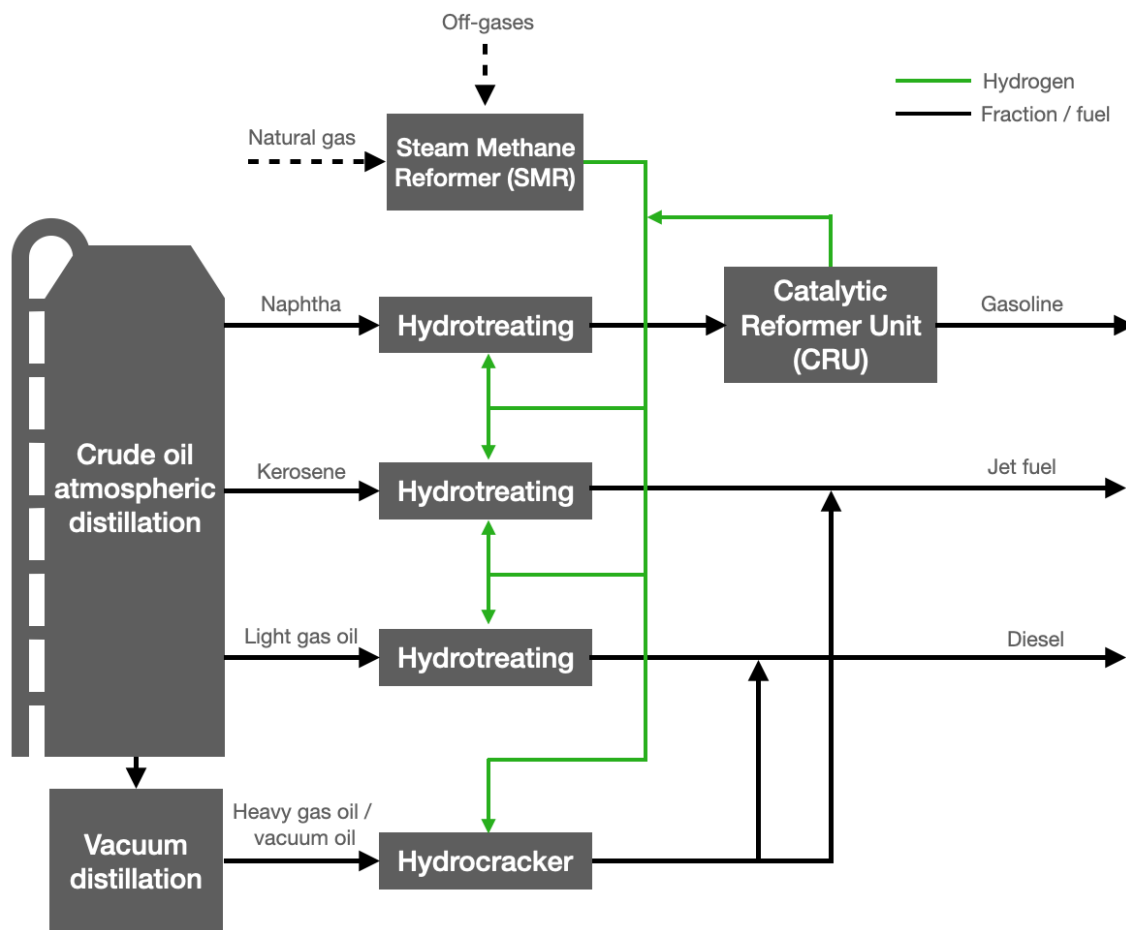 Off-gases
Hydrogen
Fraction / fuel
Natural gas
Steam Methane
Reformer (SMR)
Naphtha
Hydrotreating
Catalytic
Reformer Unit
(CRU)
Gasoline
Crude oil
atmospheric
distillation
Kerosene
Hydrotreating
Jet fuel
Light gas oil
Hydrotreating
Diesel
Vacuum
distillation
Heavy gas oil /
vacuum oil
Hydrocracker